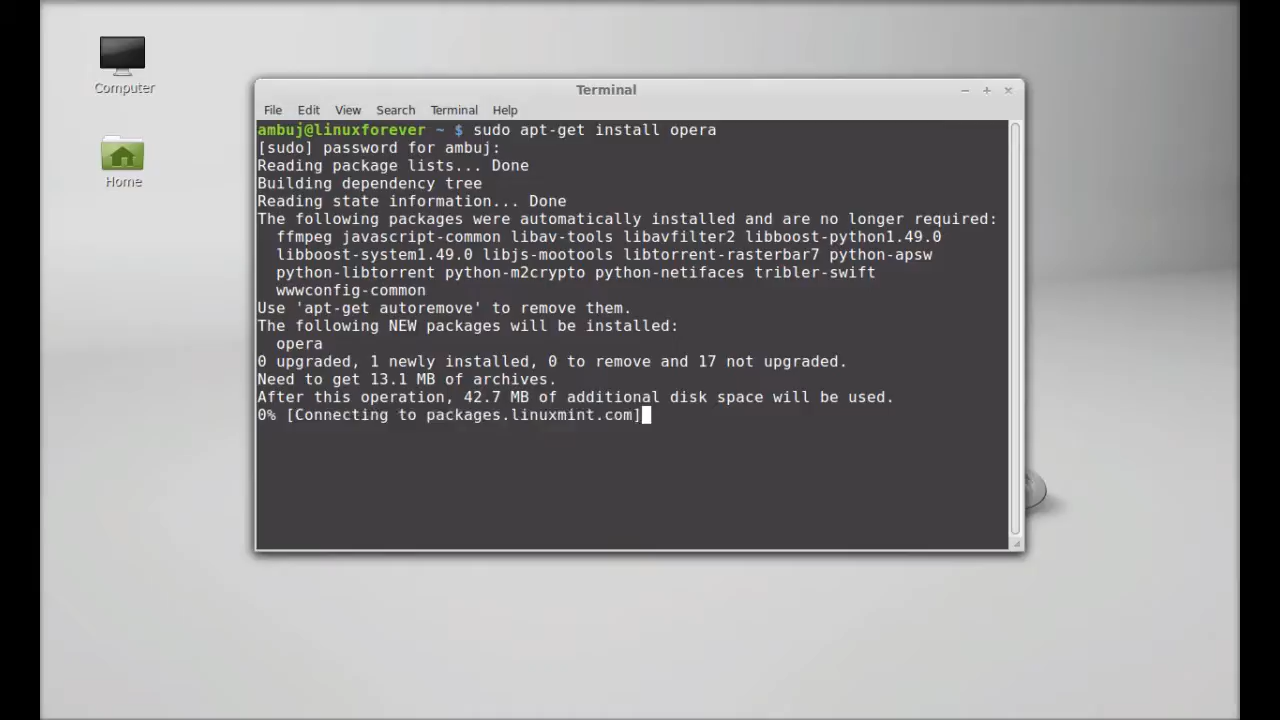 Computer
Home
Terminal
File Edit View Search Terminal Help
ambuj@linuxforever ~ $ sudo apt-get install opera
[sudo] password for ambuj:
Reading package lists... Done
Building dependency tree
Reading state information... Done
The following packages were automatically installed and are no longer required:
  ffmpeg javascript-common libav-tools libavfilter2 libboost-python1.49.0
  libboost-system1.49.0 libjs-mootools libtorrent-rasterbar7 python-apsw
  python-libtorrent python-m2crypto python-netifaces tribler-swift
  wwwconfig-common
Use 'apt-get autoremove' to remove them.
The following NEW packages will be installed:
  opera
0 upgraded, 1 newly installed, 0 to remove and 17 not upgraded.
Need to get 13.1 MB of archives.
After this operation, 42.7 MB of additional disk space will be used.
0% [Connecting to packages.linuxmint.com]